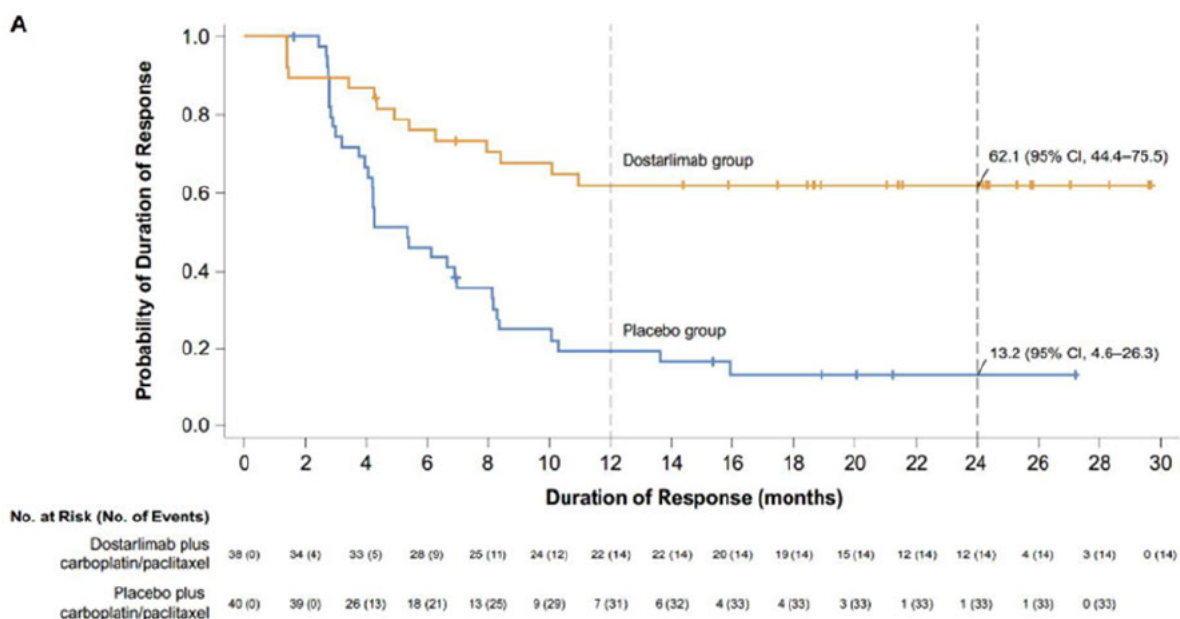 A
1.0
0.8
0.6
0.4
0.2
0.0
Probability of Duration of Response
Dostarlimab group
62.1 (95% CI, 44.4–75.5)
Placebo group
13.2 (95% CI, 4.6–26.3)
0 2 4 6 8 10 12 14 16 18 20 22 24 26 28 30
Duration of Response (months)
No. at Risk (No. of Events)
Dostarlimab plus
carboplatin/paclitaxel
38 (0) 34 (4) 33 (5) 28 (9) 25 (11) 24 (12) 22 (14) 22 (14) 20 (14) 19 (14) 15 (14) 12 (14) 12 (14) 4 (14) 3 (14) 0 (14)
Placebo plus
carboplatin/paclitaxel
40 (0) 39 (0) 26 (13) 18 (21) 13 (25) 9 (29) 7 (31) 6 (32) 4 (33) 4 (33) 3 (33) 1 (33) 1 (33) 1 (33) 0 (33)